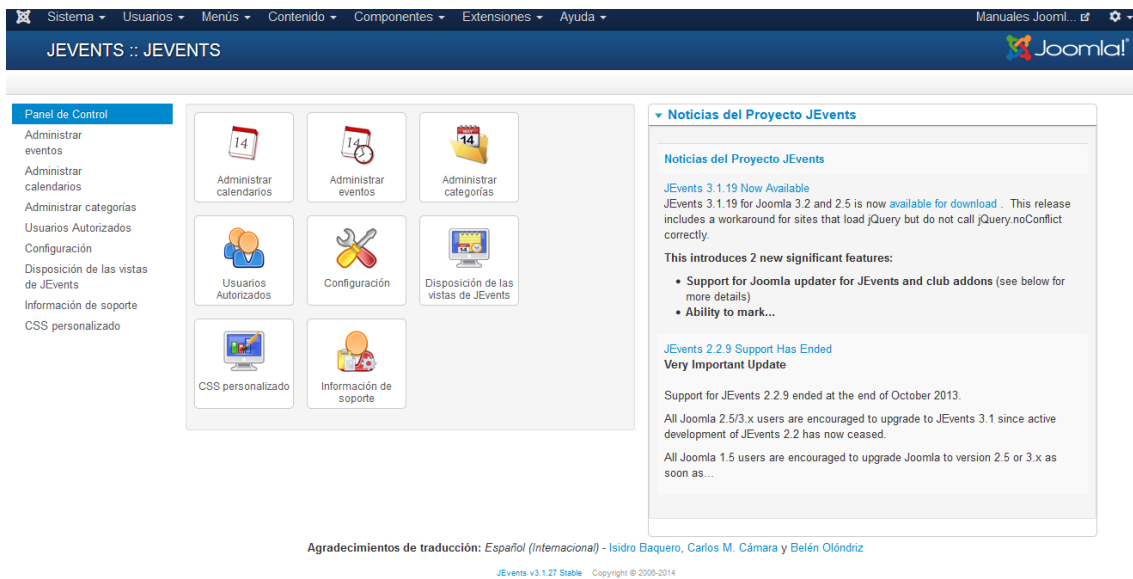 Sistema Usuarios Menús Contenido Componentes Extensiones Ayuda Manuales Jooml...
JEVENTS :: JEVENTS
Joomla!
Panel de Control
Administrar
eventos
Administrar
calendarios
Administrar categorías
Usuarios Autorizados
Configuración
Disposición de las vistas
de JEvents
Información de soporte
CSS personalizado
14
Administrar
calendarios
14
Administrar
eventos
14
Administrar
categorías
Usuarios
Autorizados
Configuración
14
Disposición de las
vistas de JEvents
CSS personalizado
Información de
soporte
Noticias del Proyecto JEvents
Noticias del Proyecto JEvents
JEvents 3.1.19 Now Available
JEvents 3.1.19 for Joomla 3.2 and 2.5 is now available for download . This release
includes a workaround for sites that load jQuery but do not call jQuery.noConflict
correctly.
This introduces 2 new significant features:
• Support for Joomla updater for JEvents and club addons (see below for
more details)
• Ability to mark...
JEvents 2.2.9 Support Has Ended
Very Important Update
Support for JEvents 2.2.9 ended at the end of October 2013.
All Joomla 2.5/3.x users are encouraged to upgrade to JEvents 3.1 since active
development of JEvents 2.2 has now ceased.
All Joomla 1.5 users are encouraged to upgrade Joomla to version 2.5 or 3.x as
soon as...
Agradecimientos de traducción: Español (Internacional) - Isidro Baquero, Carlos M. Cámara y Belén Olóndriz
JEvents v3.1.27 Stable Copyright © 2006-2014